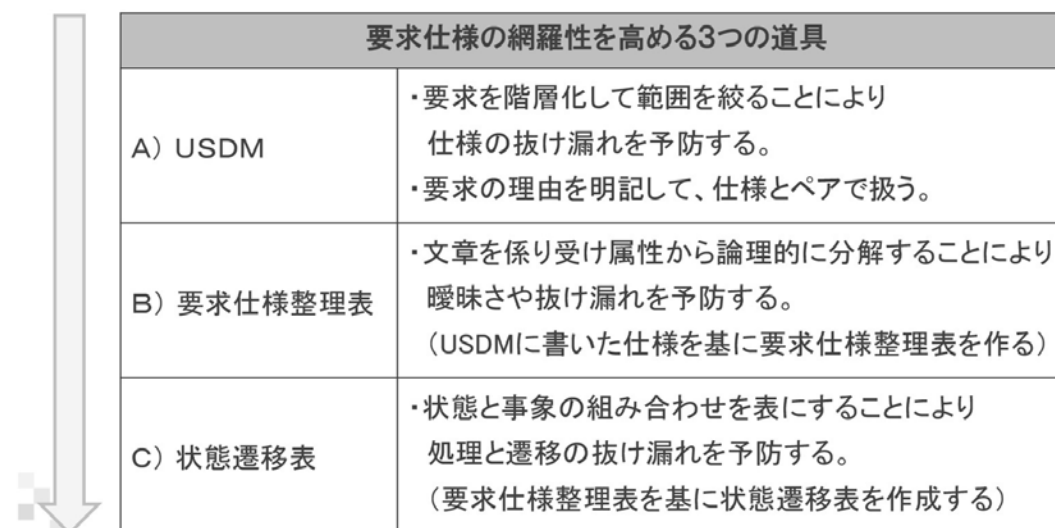 要求仕様の網羅性を高める3つの道具
A) USDM
・要求を階層化して範囲を絞ることにより
仕様の抜け漏れを予防する。
・要求の理由を明記して、仕様とペアで扱う。
B) 要求仕様整理表
・文章を係り受け属性から論理的に分解することにより
曖昧さや抜け漏れを予防する。
(USDMに書いた仕様を基に要求仕様整理表を作る)
C) 状態遷移表
・状態と事象の組み合わせを表にすることにより
処理と遷移の抜け漏れを予防する。
(要求仕様整理表を基に状態遷移表を作成する)